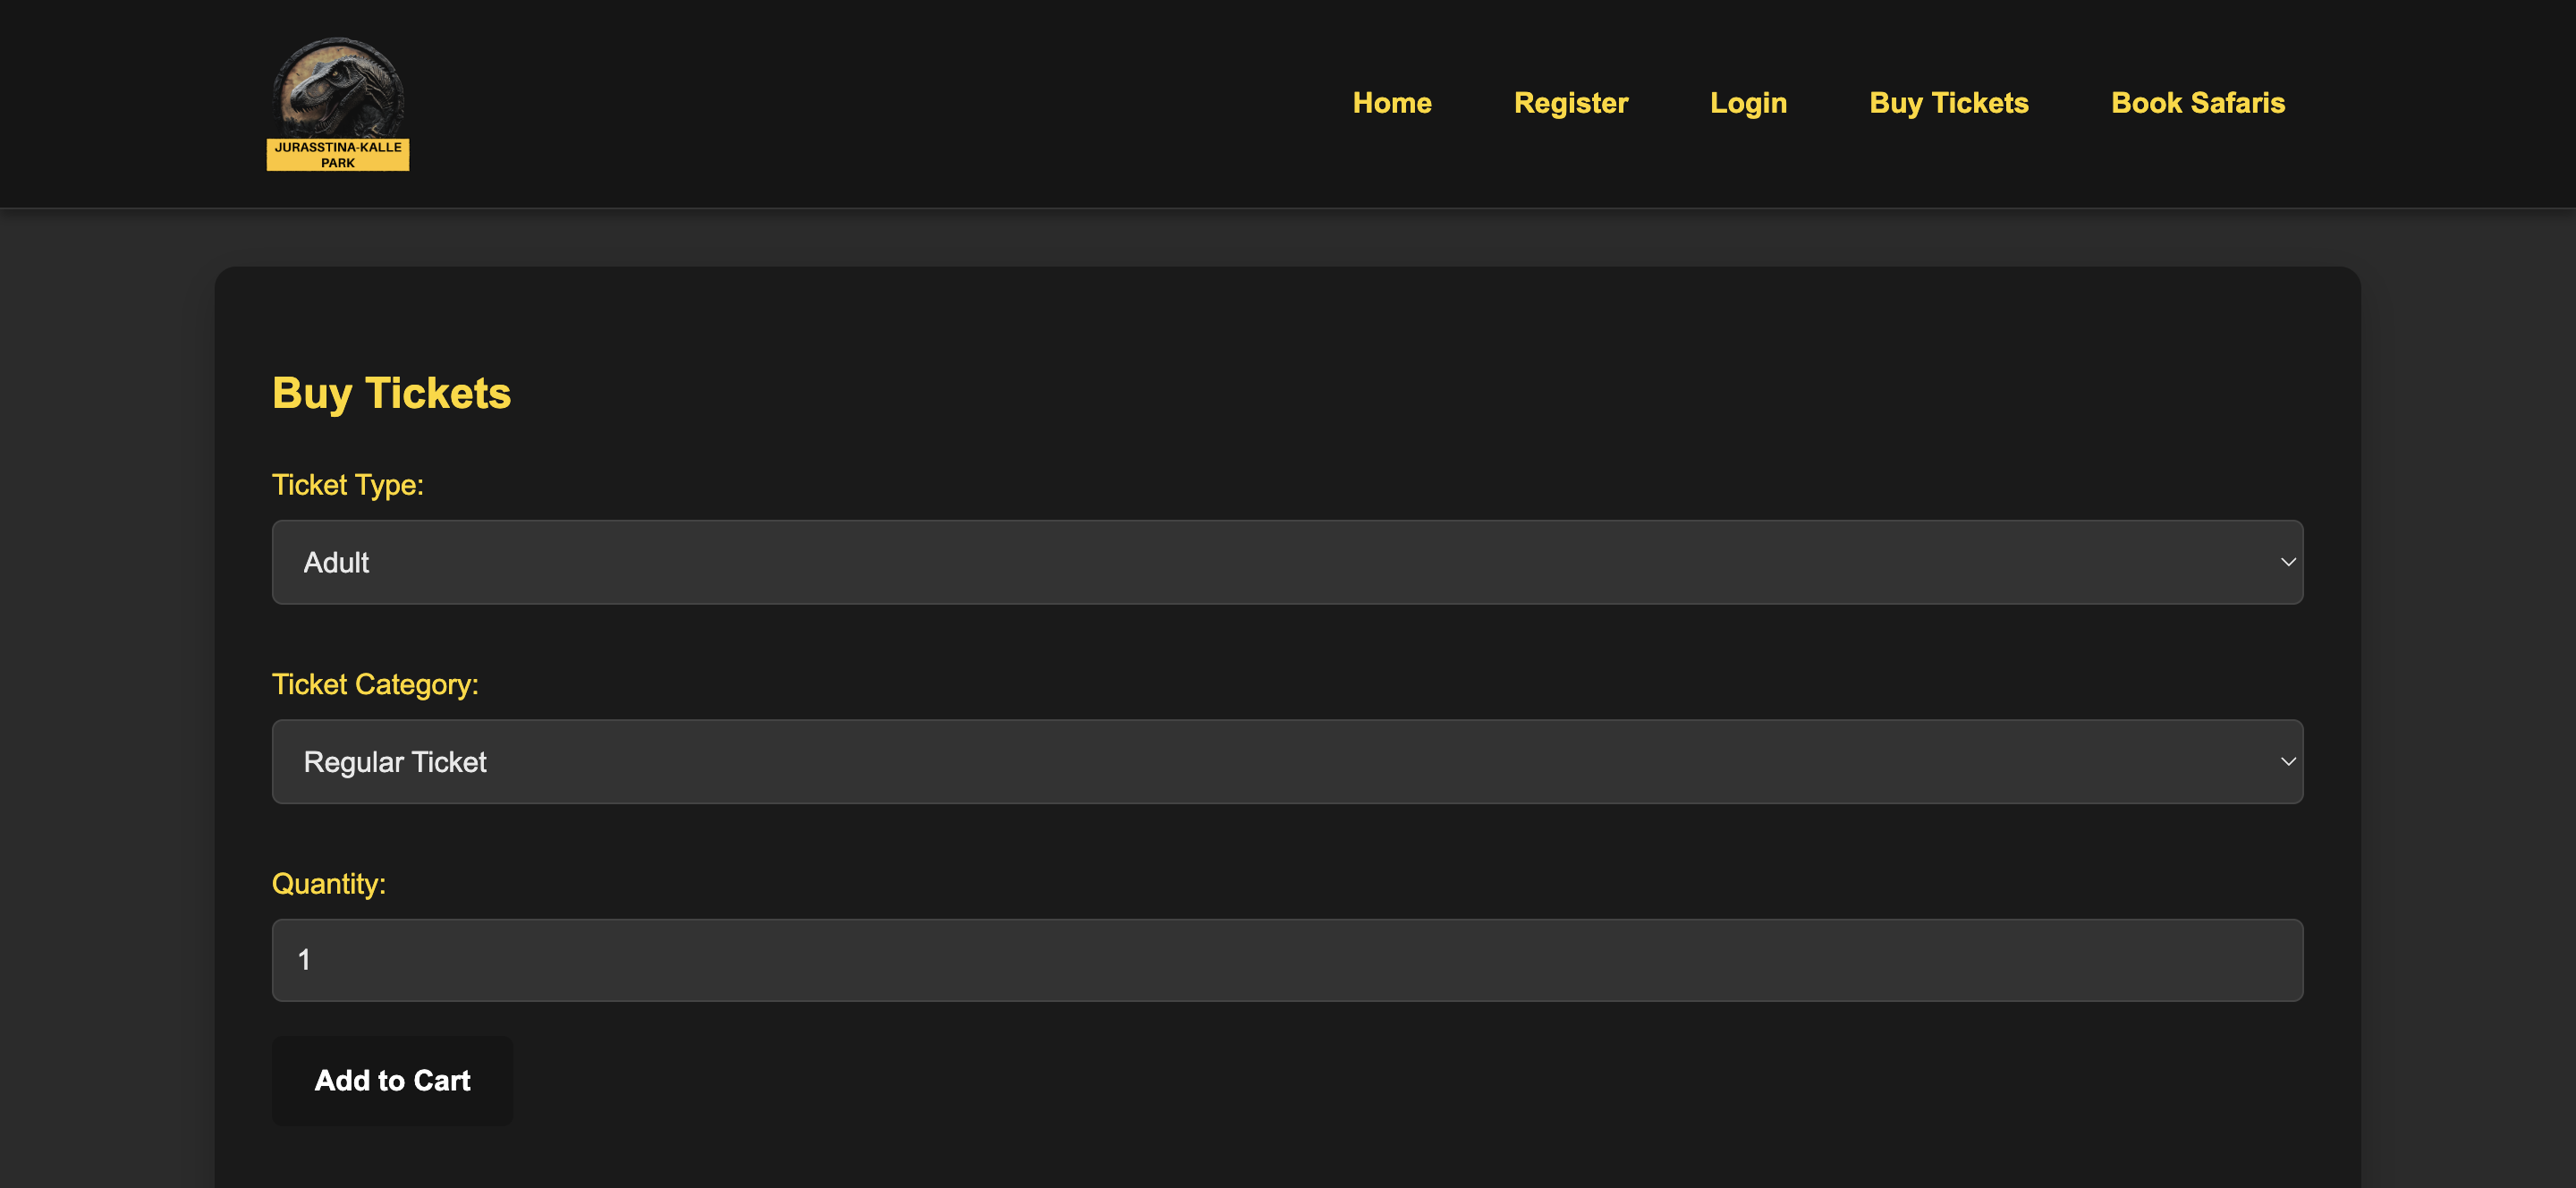 JURASSTINA-KALLE
PARK
Home
Register
Login
Buy Tickets
Book Safaris
Buy Tickets
Ticket Type:
Adult
Ticket Category:
Regular Ticket
Quantity:
1
Add to Cart